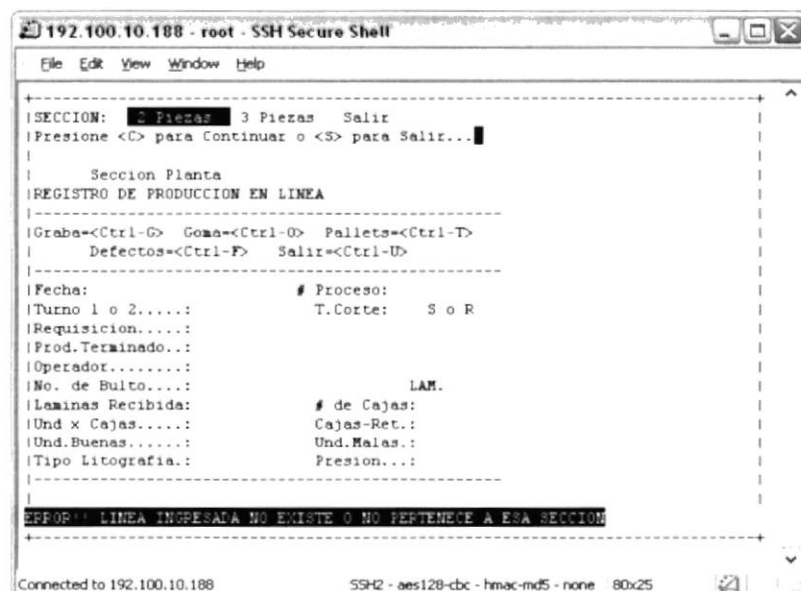 192.100.10.188 - root - SSH Secure Shell
File Edit View Window Help
SECCION: 2 Piezas 3 Piezas Salir
Presione <C> para Continuar o <S> para Salir...
Seccion Planta
REGISTRO DE PRODUCCION EN LINEA
Graba=<Ctrl-G> Goma=<Ctrl-O> Pallets=<Ctrl-T>
Defectos=<Ctrl-F> Salir=<Ctrl-U>
Fecha: # Proceso:
Turno 1 o 2.....: T.Corte: S o R
Requisicion.....:
Prod.Terminado..:
Operador........:
No. de Bulto....: LAM.
Laminas Recibida: # de Cajas:
Und x Cajas.....: Cajas-Ret.:
Und.Buenas......: Und.Malas.:
Tipo Litografia.: Presion...:
ERROR** LINEA INGRESADA NO EXISTE O NO PERTENECE A ESA SECCION
Connected to 192.100.10.188 SSH2 - aes128-cbc - hmac-md5 - none 80x25